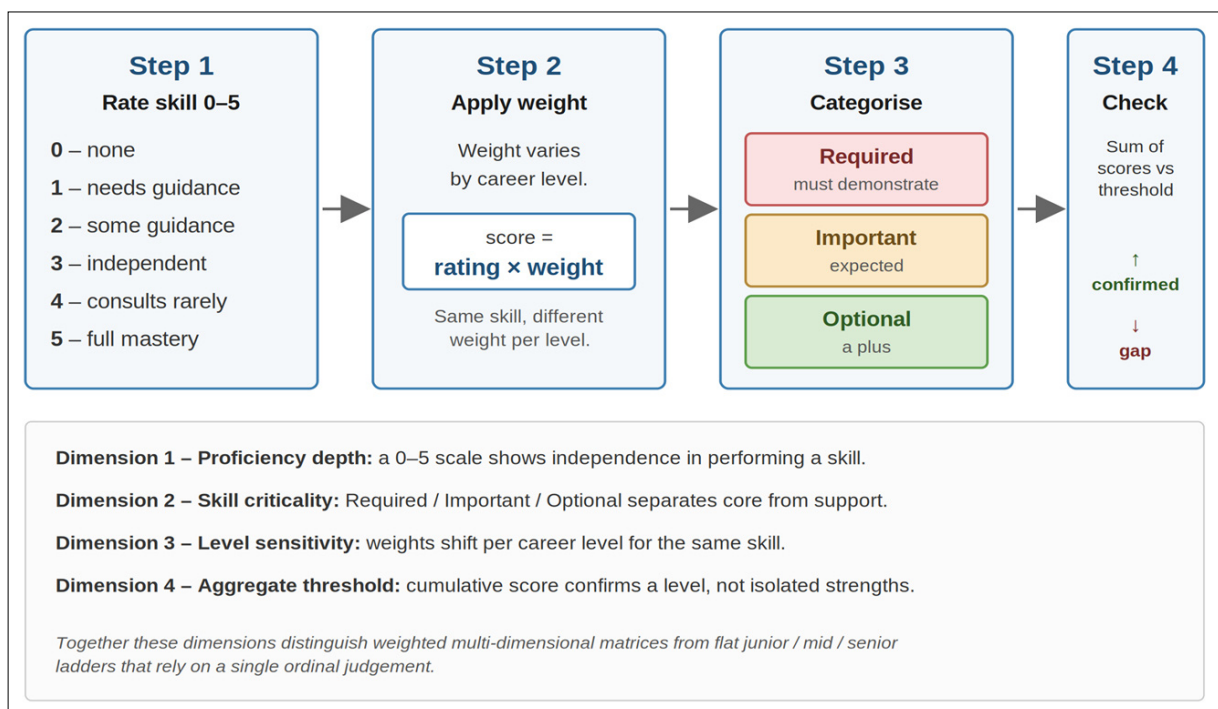 Step 1
Rate skill 0–5
0 – none
1 – needs guidance
2 – some guidance
3 – independent
4 – consults rarely
5 – full mastery
Step 2
Apply weight
Weight varies
by career level.
score =
rating × weight
Same skill, different
weight per level.
Step 3
Categorise
Required
must demonstrate
Important
expected
Optional
a plus
Step 4
Check
Sum of
scores vs
threshold
↑
confirmed
↓
gap
Dimension 1 – Proficiency depth: a 0–5 scale shows independence in performing a skill.
Dimension 2 – Skill criticality: Required / Important / Optional separates core from support.
Dimension 3 – Level sensitivity: weights shift per career level for the same skill.
Dimension 4 – Aggregate threshold: cumulative score confirms a level, not isolated strengths.
Together these dimensions distinguish weighted multi-dimensional matrices from flat junior / mid / senior
ladders that rely on a single ordinal judgement.